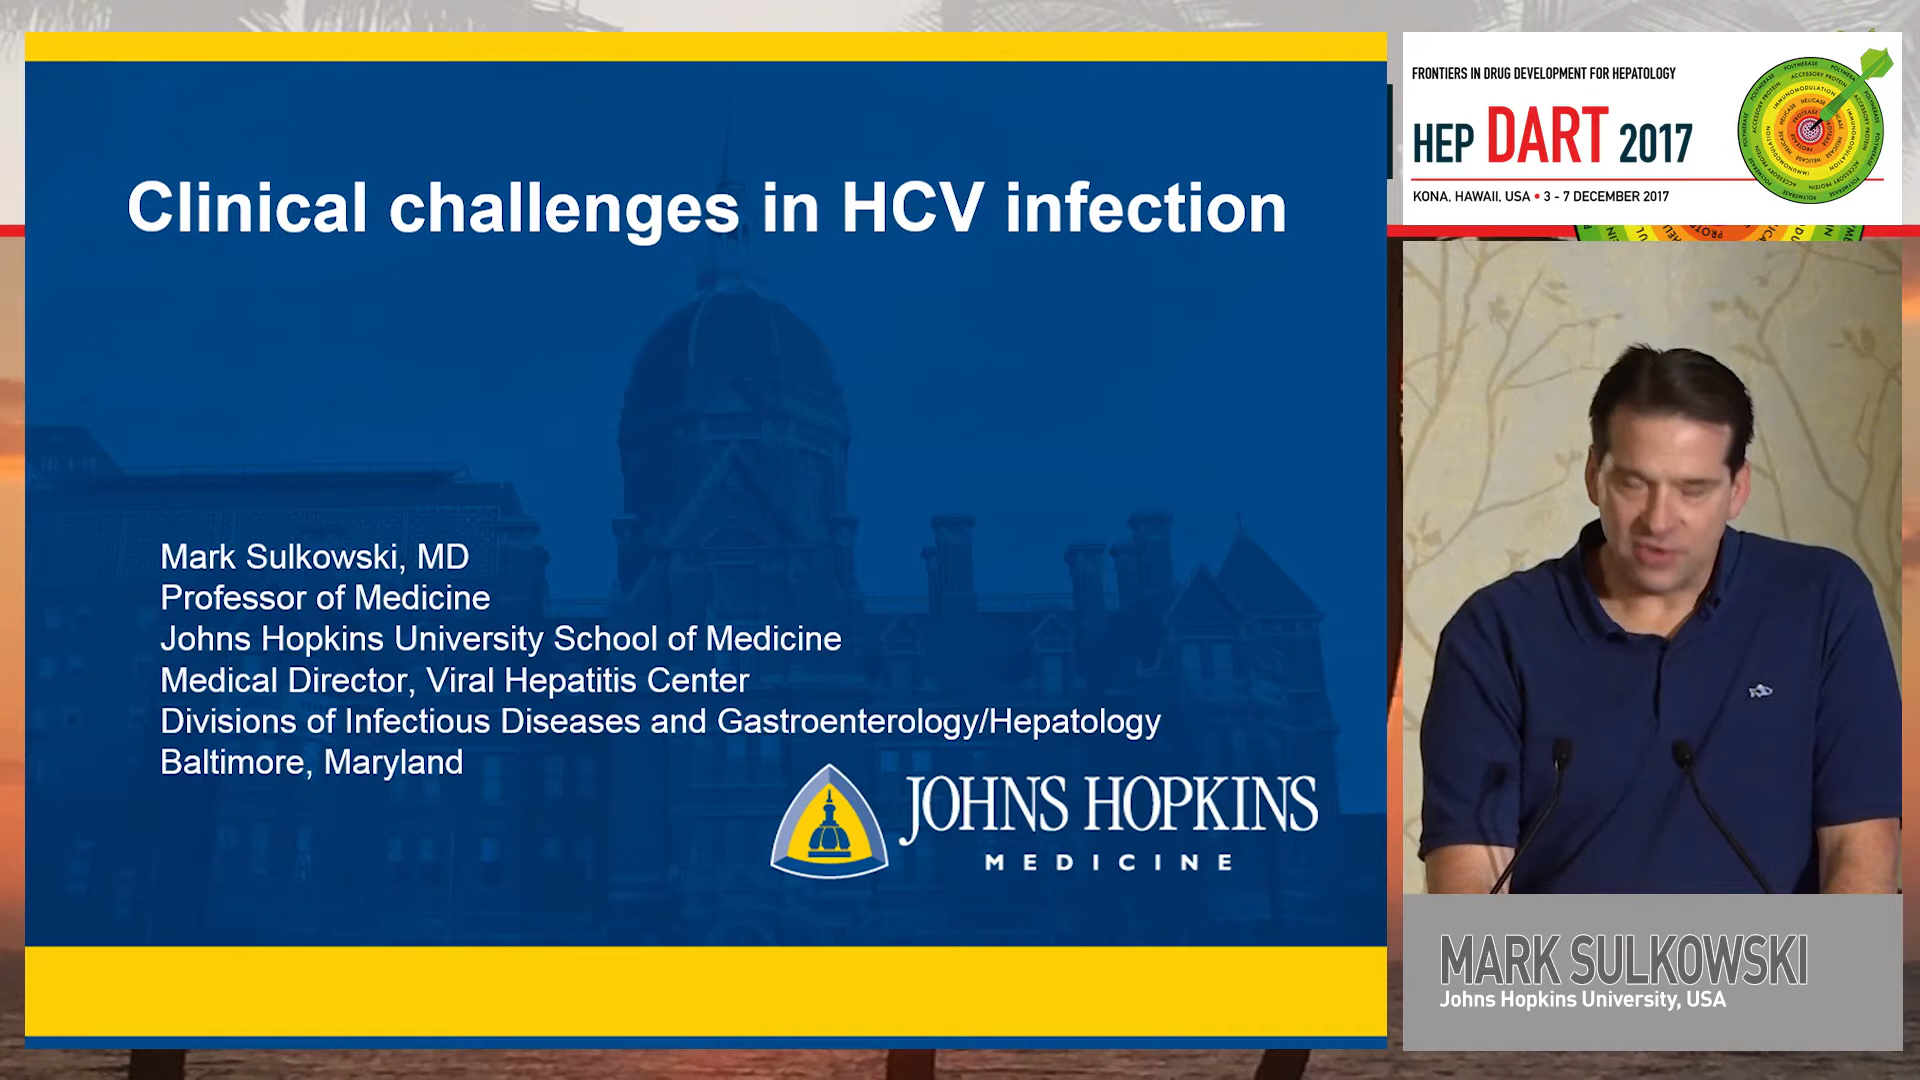 Clinical challenges in HCV infection
Mark Sulkowski, MD
Professor of Medicine
Johns Hopkins University School of Medicine
Medical Director, Viral Hepatitis Center
Divisions of Infectious Diseases and Gastroenterology/Hepatology
Baltimore, Maryland
JOHNS HOPKINS
MEDICINE
FRONTIERS IN DRUG DEVELOPMENT FOR HEPATOLOGY
HEP DART 2017
KONA, HAWAII, USA • 3 - 7 DECEMBER 2017
MARK SULKOWSKI
Johns Hopkins University, USA